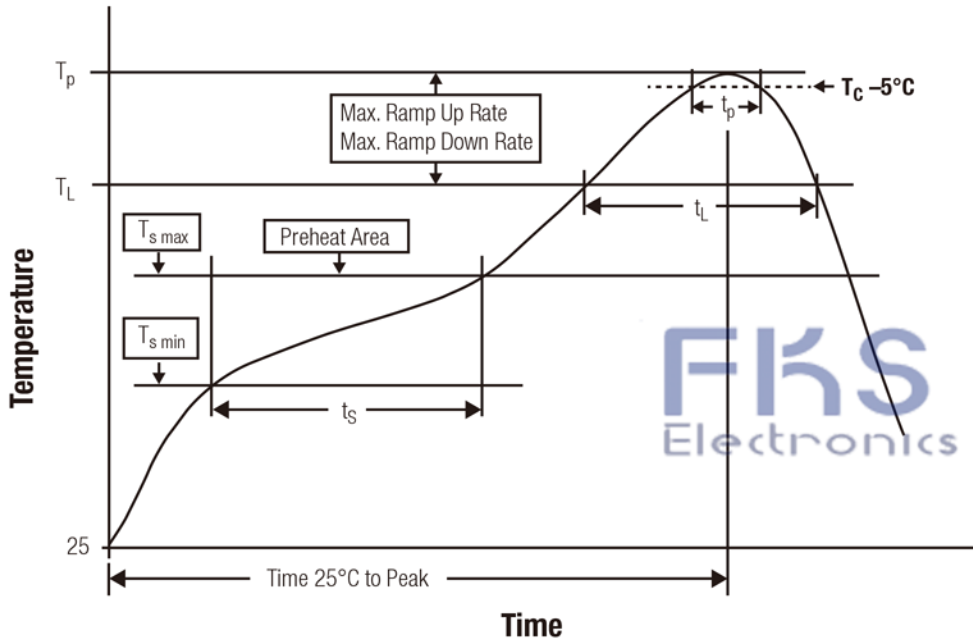 Tp
Tc –5°C
Max. Ramp Up Rate
Max. Ramp Down Rate
tp
TL
tL
Ts max
Preheat Area
Ts min
tS
FKS
Electronics
Temperature
25
Time 25°C to Peak
Time